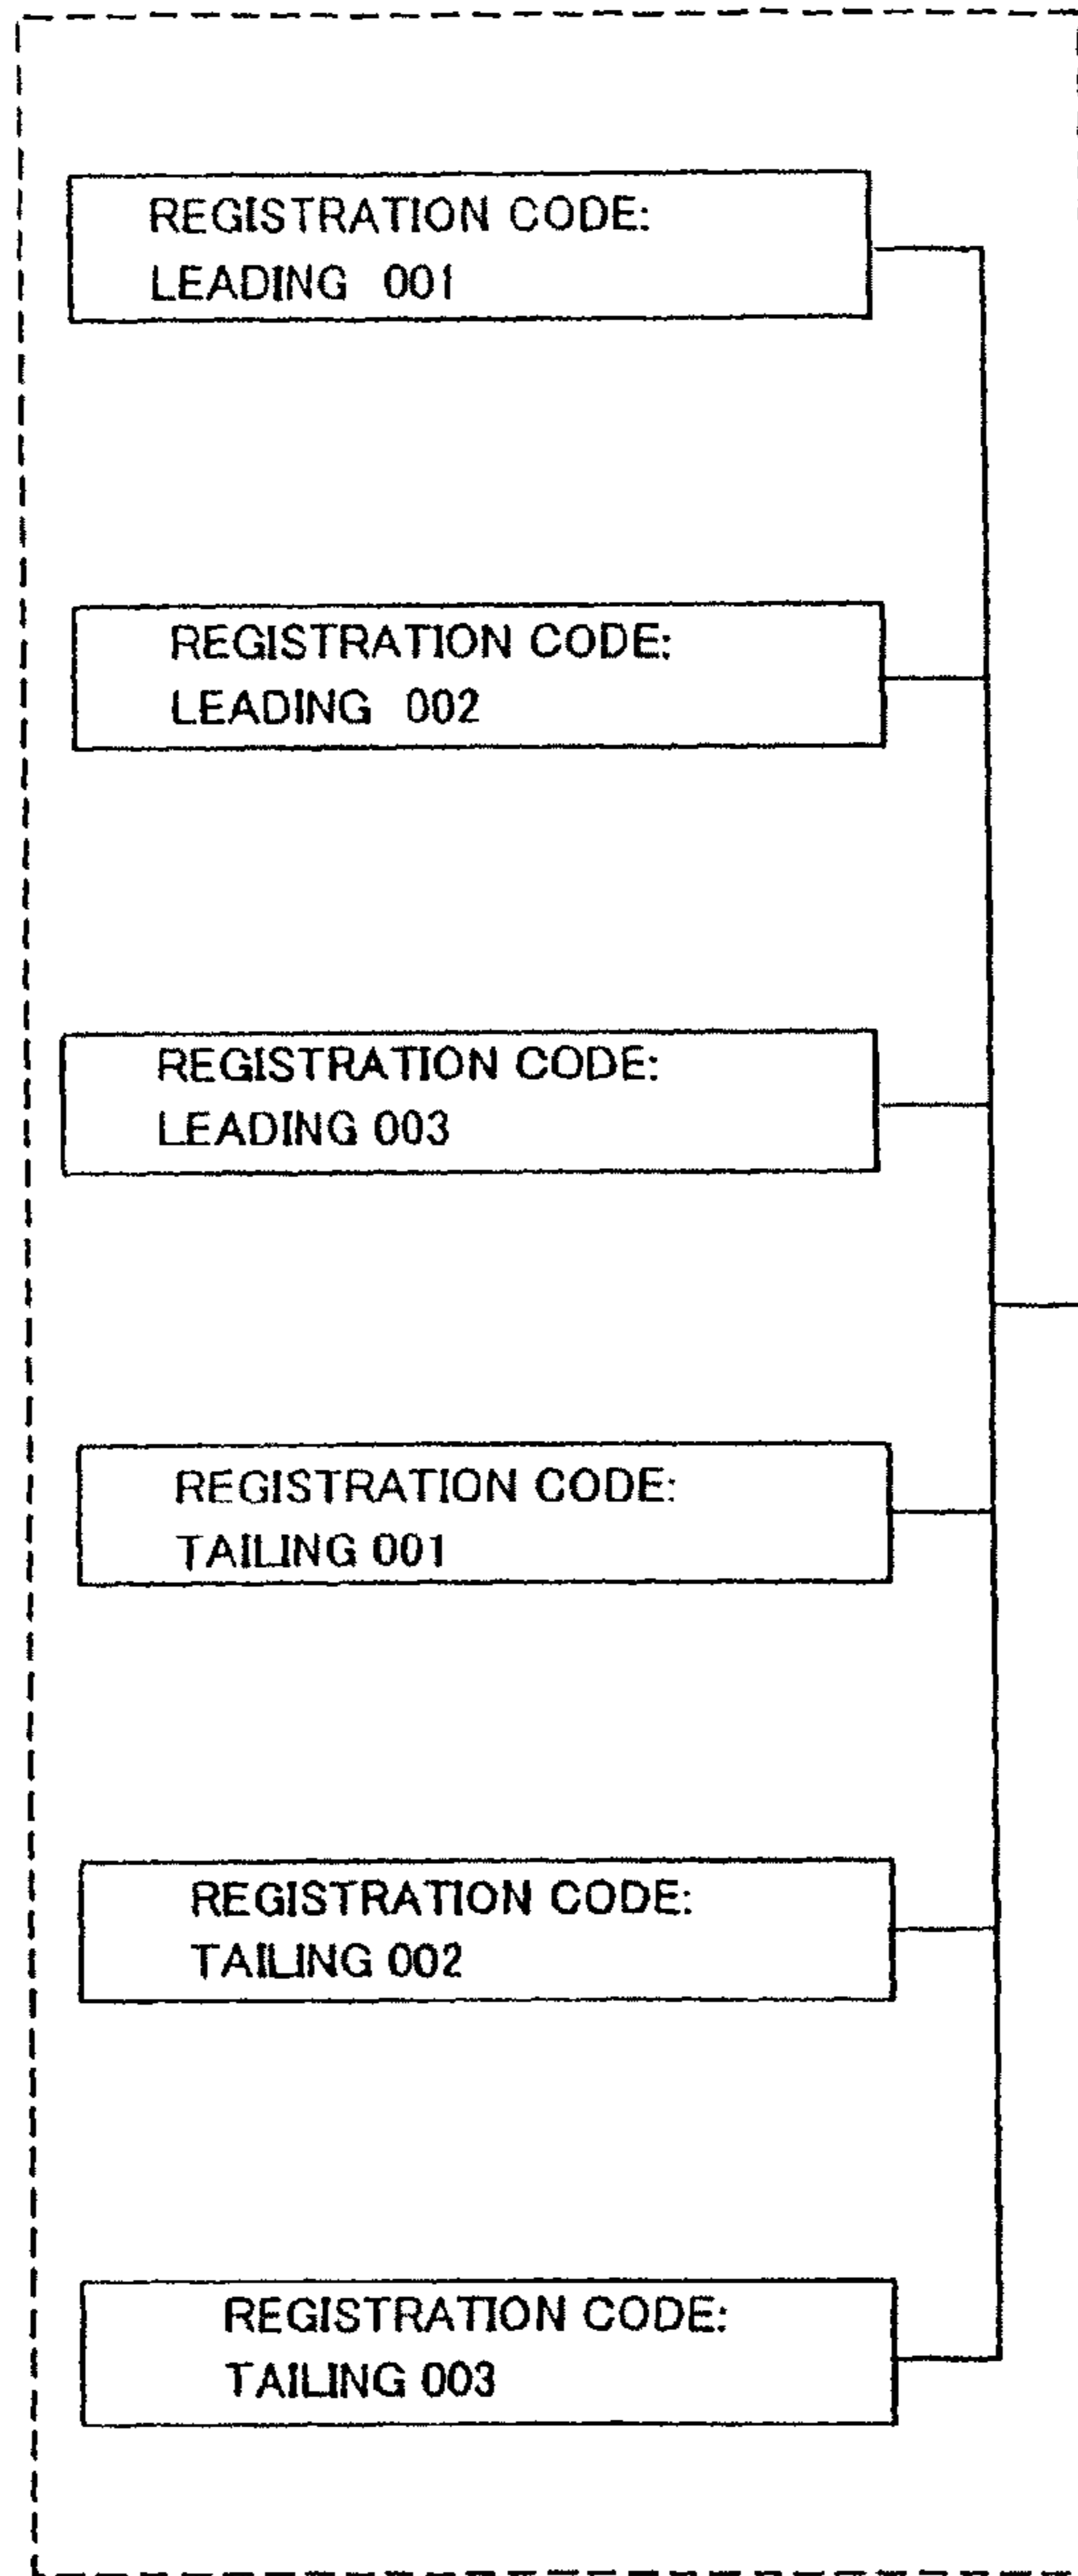 REGISTRATION CODE:
LEADING 001
REGISTRATION CODE:
LEADING 002
REGISTRATION CODE:
LEADING 003
REGISTRATION CODE:
TAILING 001
REGISTRATION CODE:
TAILING 002
REGISTRATION CODE:
TAILING 003